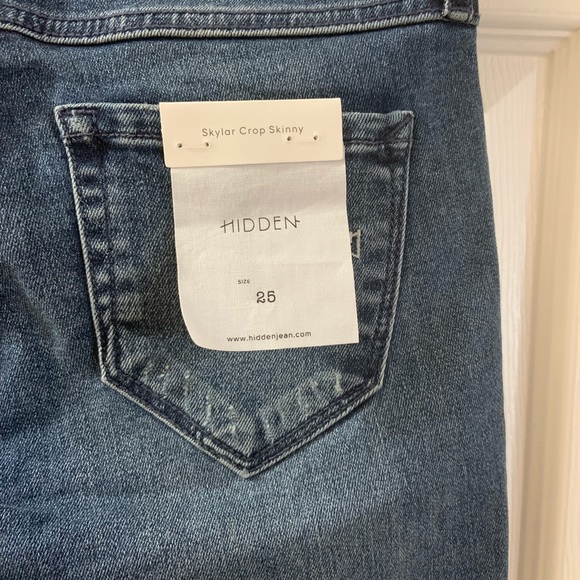 Skylar Crop Skinny
HIDDEN
SIZE
25
www.hiddenjean.com